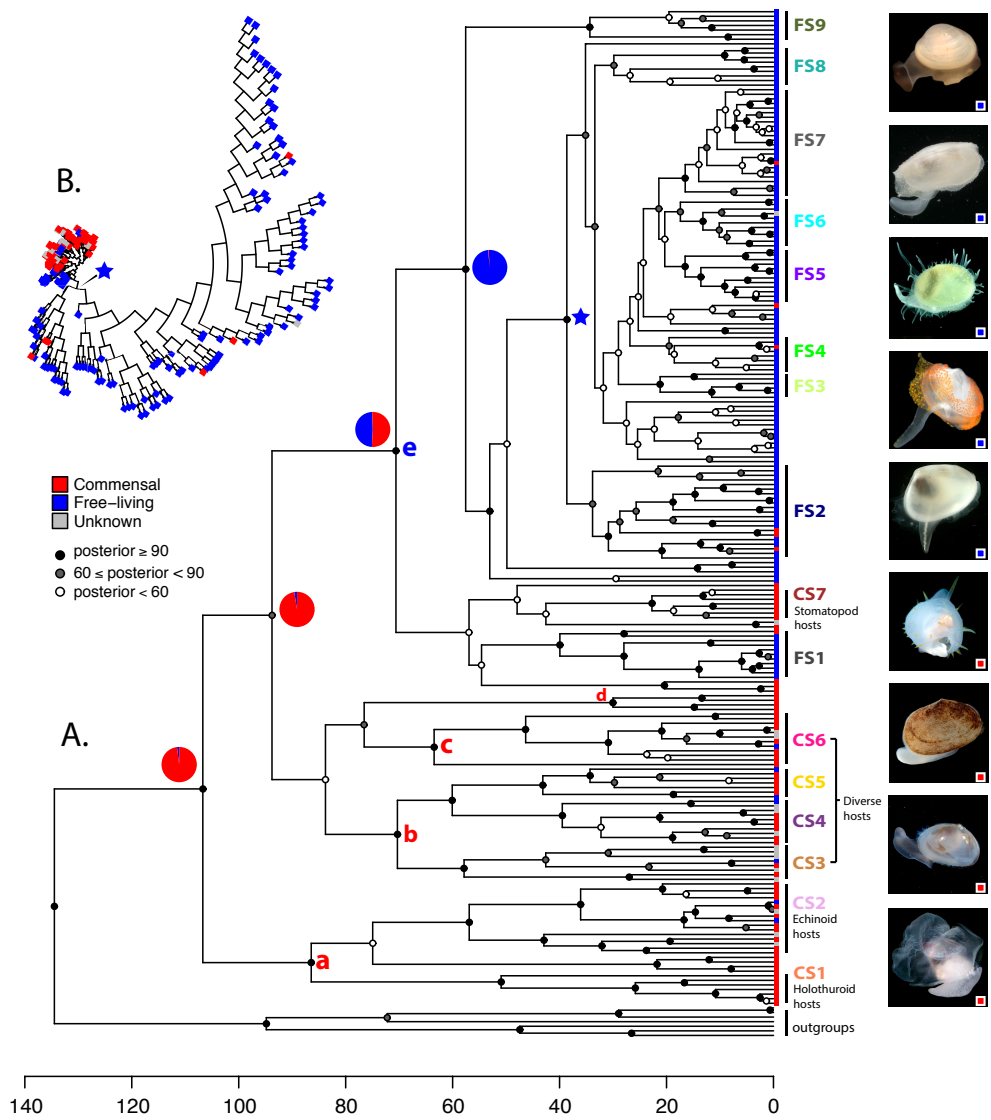 B.
Commensal
Free-living
Unknown
posterior ≥ 90
60 ≤ posterior < 90
posterior < 60
A.
e
d
c
b
a
FS9
FS8
FS7
FS6
FS5
FS4
FS3
FS2
CS7
Stomatopod
hosts
FS1
CS6
CS5
CS4
CS3
Diverse
hosts
CS2
Echinoid
hosts
CS1
Holothuroid
hosts
outgroups
140 120 100 80 60 40 20 0